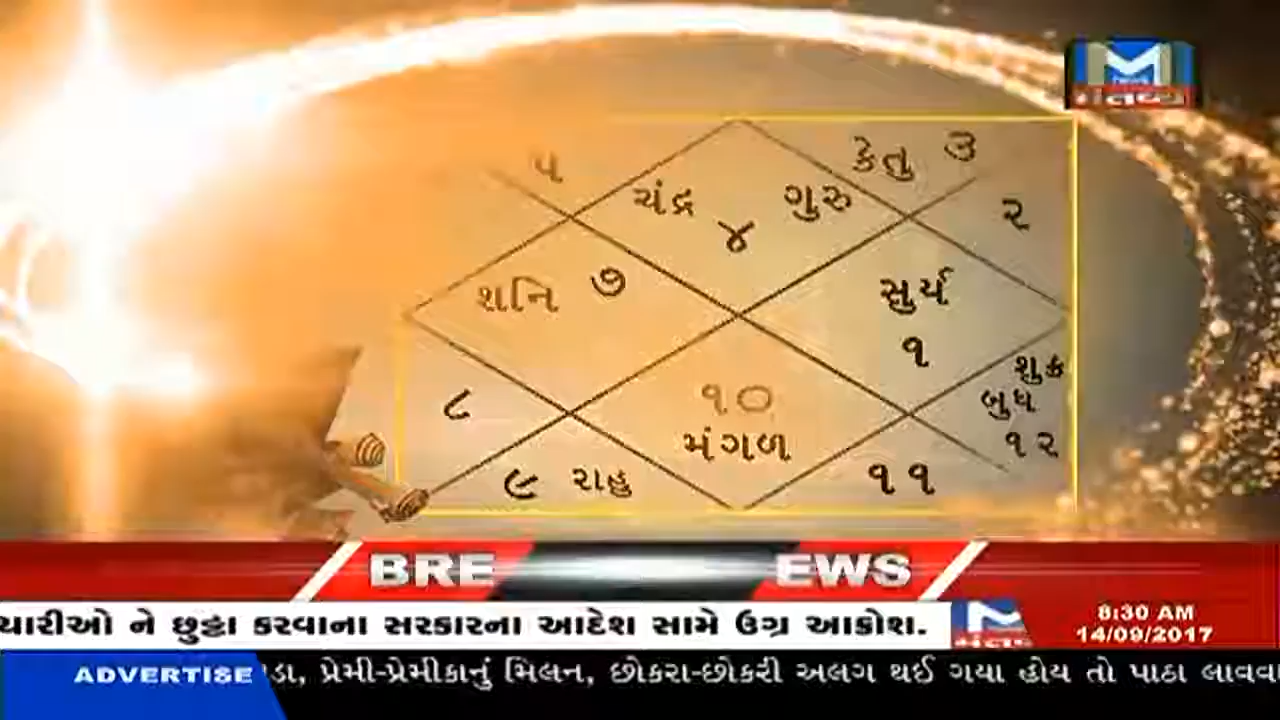 મંતવ્ય
૫
ચંદ્ર
ગુરુ
૪
કેતુ ૩
૨
શનિ ૭
સુર્ય
૧
૮
૧૦
મંગળ
શુક્ર
બુધ
૧૨
૯ રાહુ
૧૧
BRE EWS
ચારીઓ ને છુટ્ટા કરવાના સરકારના આદેશ સામે ઉગ્ર આક્રોશ.
8:30 AM
14/09/2017
ADVERTISE ડા, પ્રેમી-પ્રેમીકાનું મિલન, છોકરા-છોકરી અલગ થઈ ગયા હોય તો પાઠા લાવવા